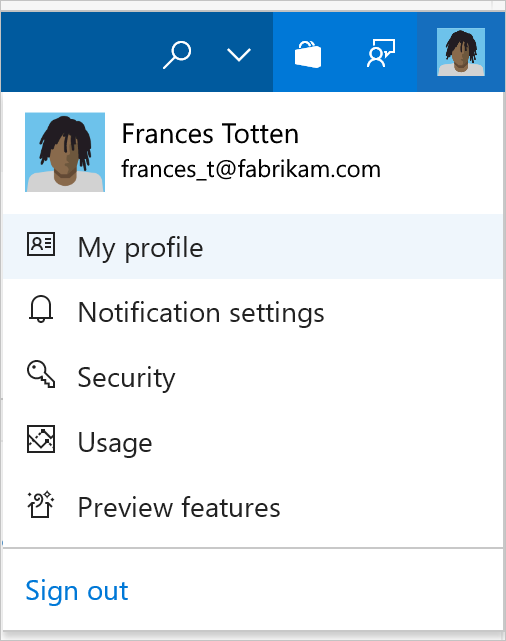 Frances Totten
frances_t@fabrikam.com
My profile
Notification settings
Security
Usage
Preview features
Sign out